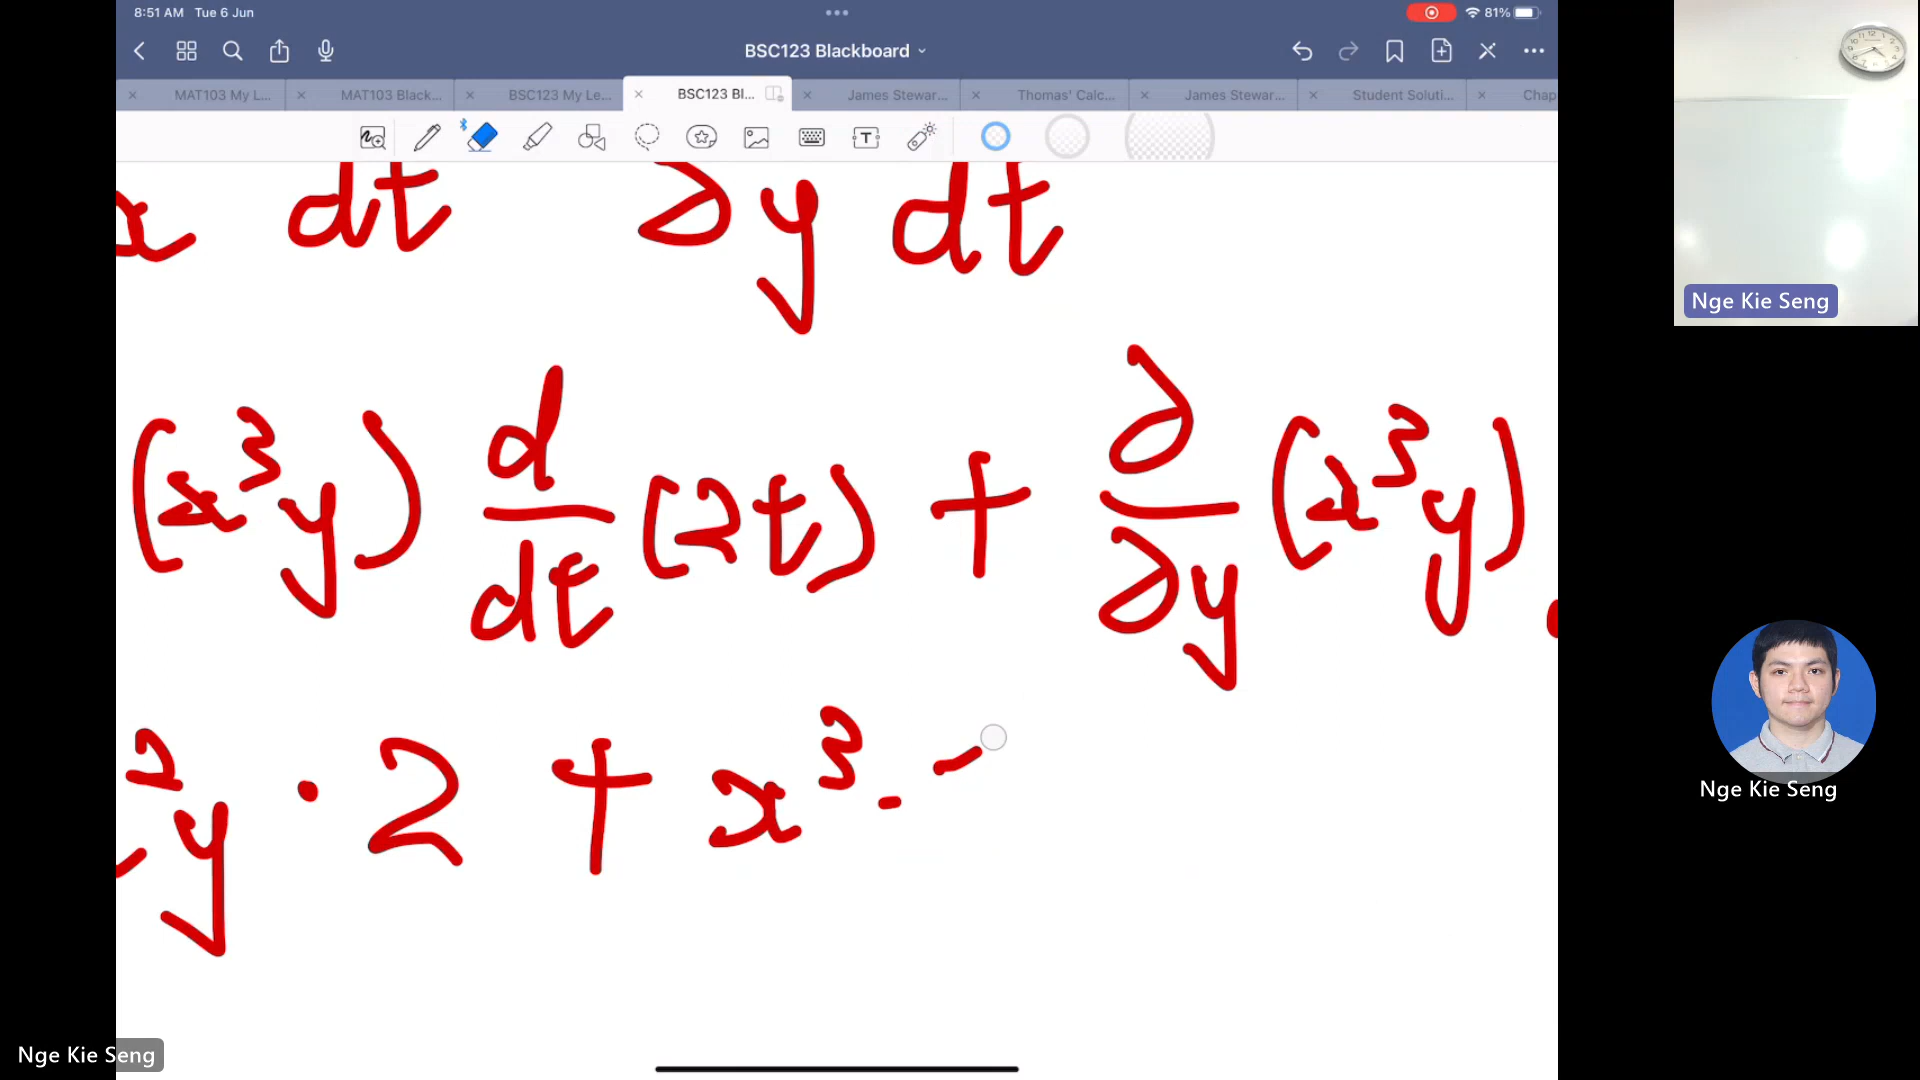 8:51 AM Tue 6 Jun
81%
BSC123 Blackboard
MAT103 My L...
MAT103 Black...
BSC123 My Le...
BSC123 Bl...
James Stewar...
Thomas' Calc...
James Stewar...
Student Soluti...
Chap
T
x dt ∂y dt
(x³y) d/dt (2t) + ∂/∂y (x³y)
²y · 2 + x³ ·
Nge Kie Seng
Nge Kie Seng
Nge Kie Seng